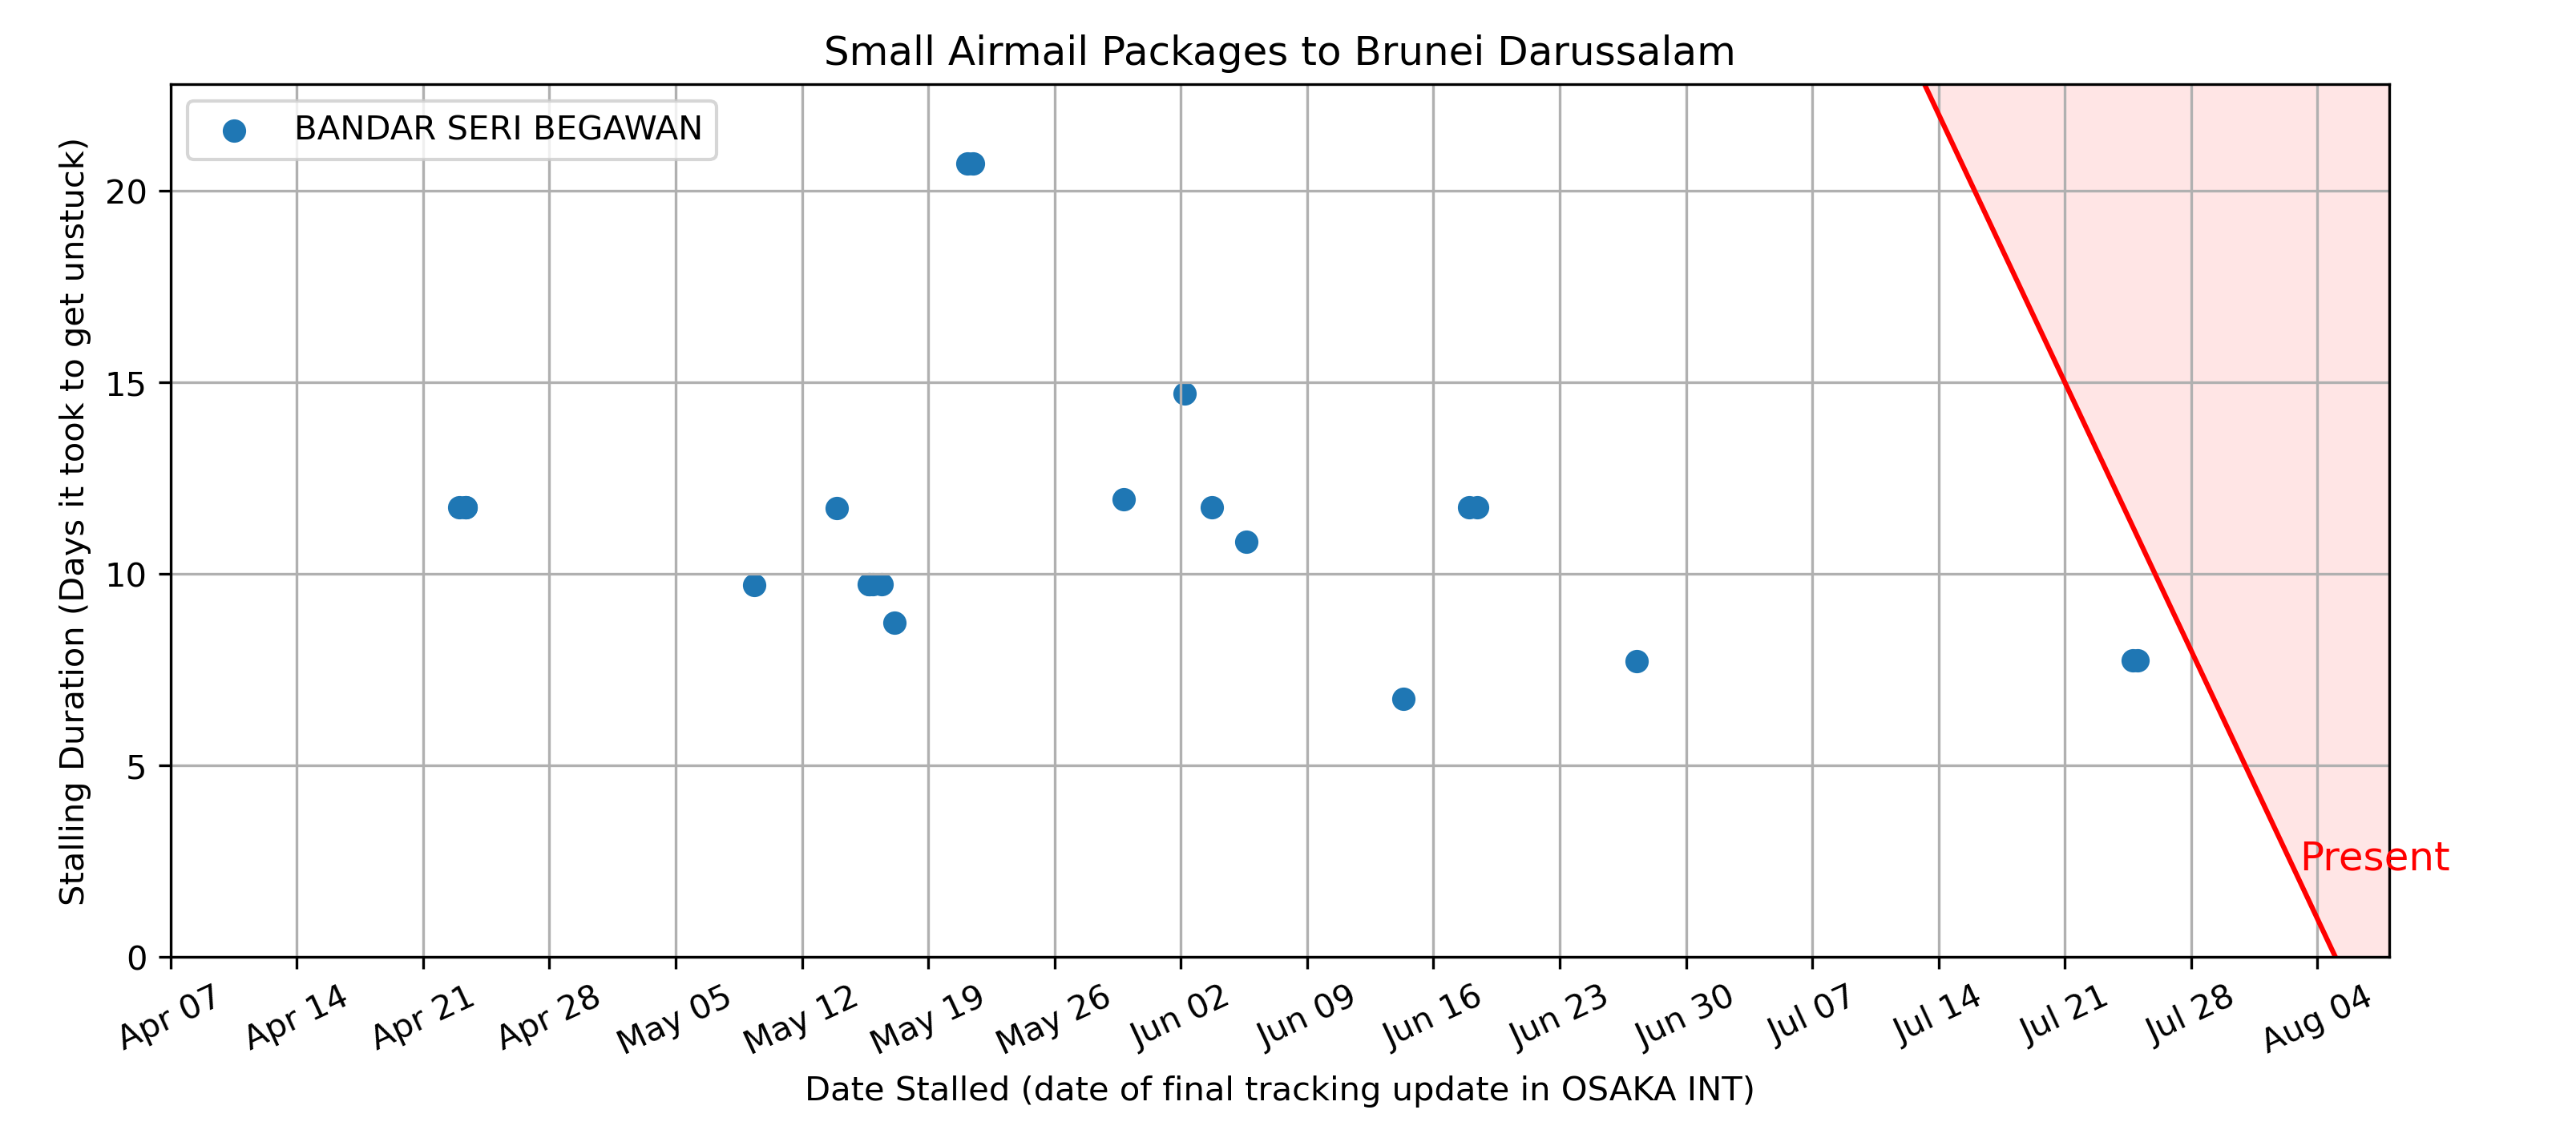 Small Airmail Packages to Brunei Darussalam
BANDAR SERI BEGAWAN
Stalling Duration (Days it took to get unstuck)
20
15
10
5
0
Present
Apr 07
Apr 14
Apr 21
Apr 28
May 05
May 12
May 19
May 26
Jun 02
Jun 09
Jun 16
Jun 23
Jun 30
Jul 07
Jul 14
Jul 21
Jul 28
Aug 04
Date Stalled (date of final tracking update in OSAKA INT)